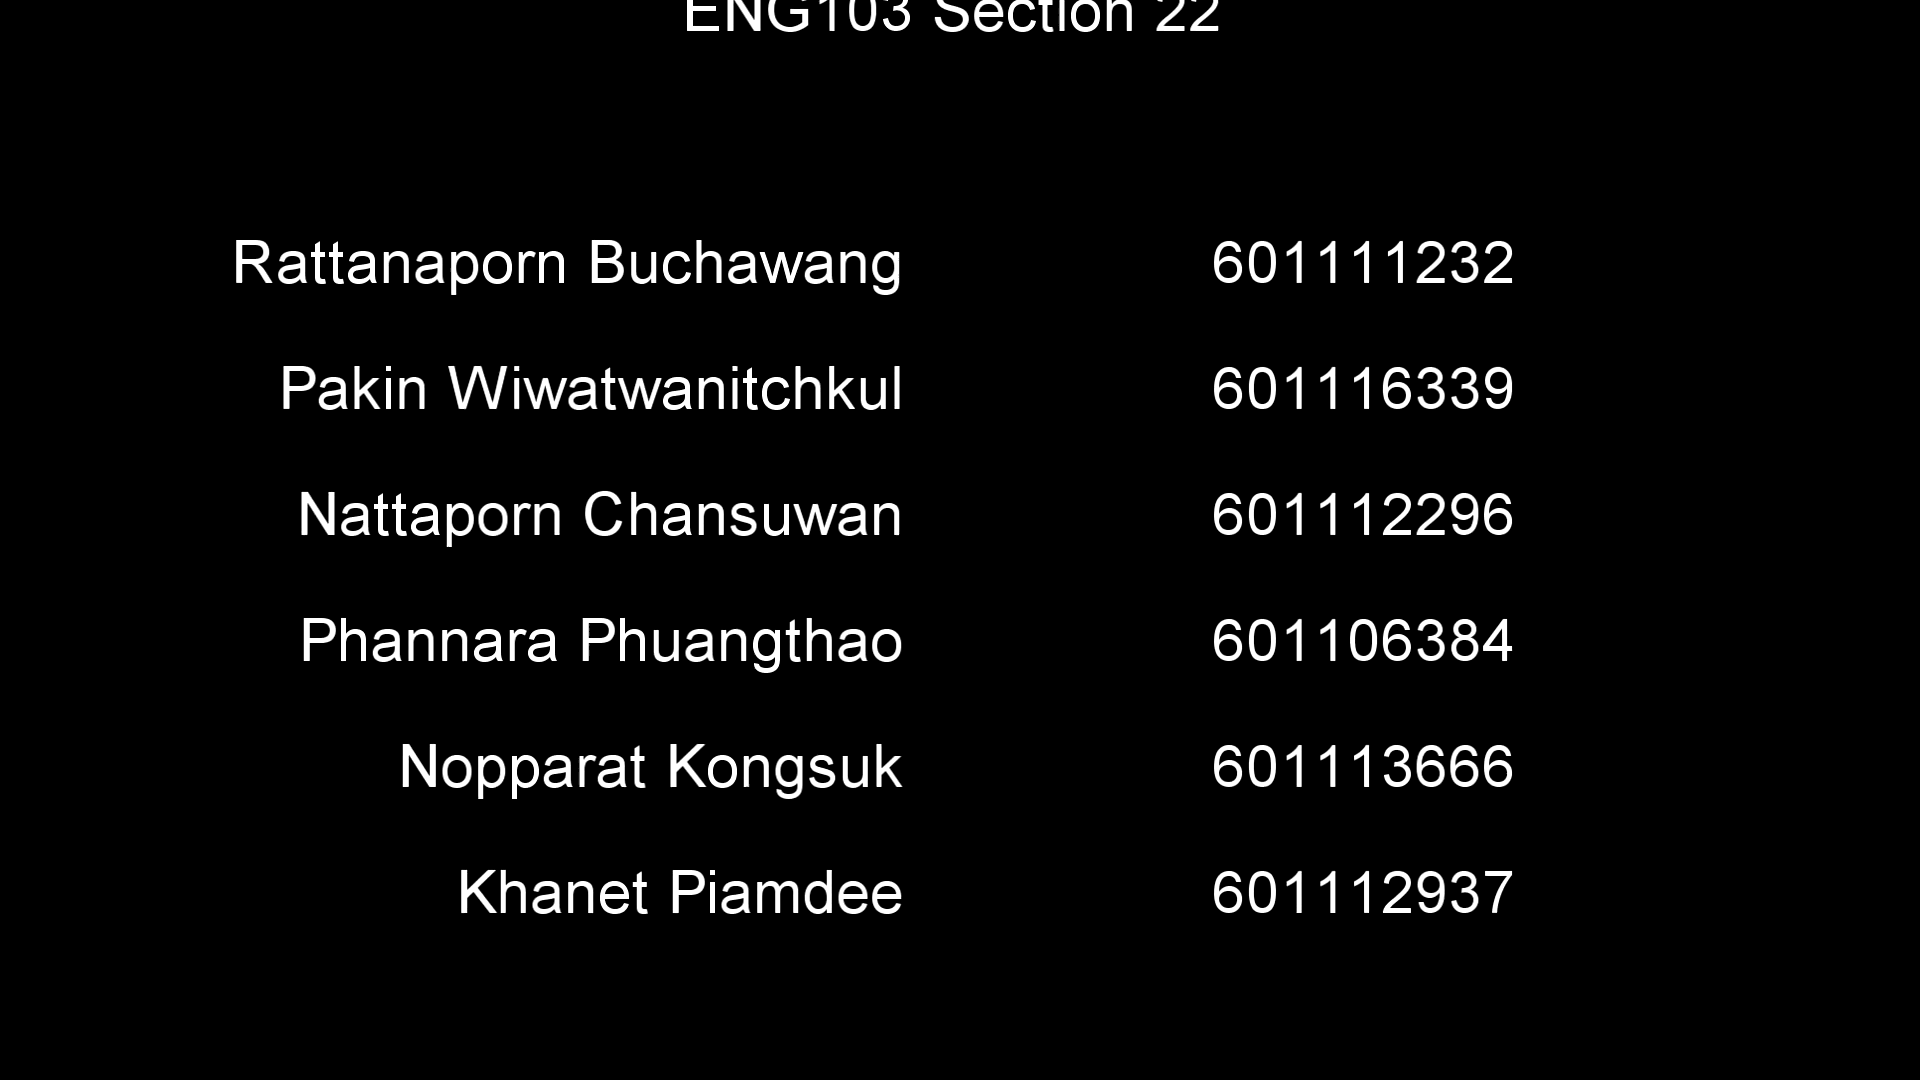 ENG103 Section 22
Rattanaporn Buchawang 601111232
Pakin Wiwatwanitchkul 601116339
Nattaporn Chansuwan 601112296
Phannara Phuangthao 601106384
Nopparat Kongsuk 601113666
Khanet Piamdee 601112937